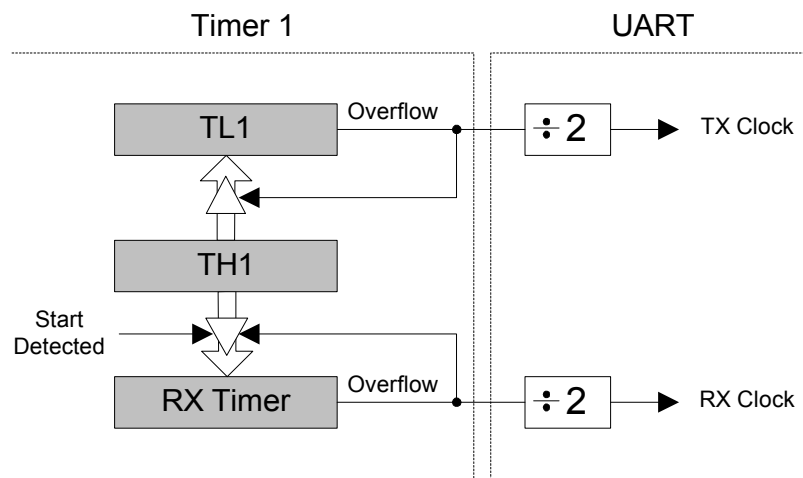 Timer 1
UART
TL1
Overflow
÷ 2
TX Clock
TH1
Start
Detected
RX Timer
Overflow
÷ 2
RX Clock